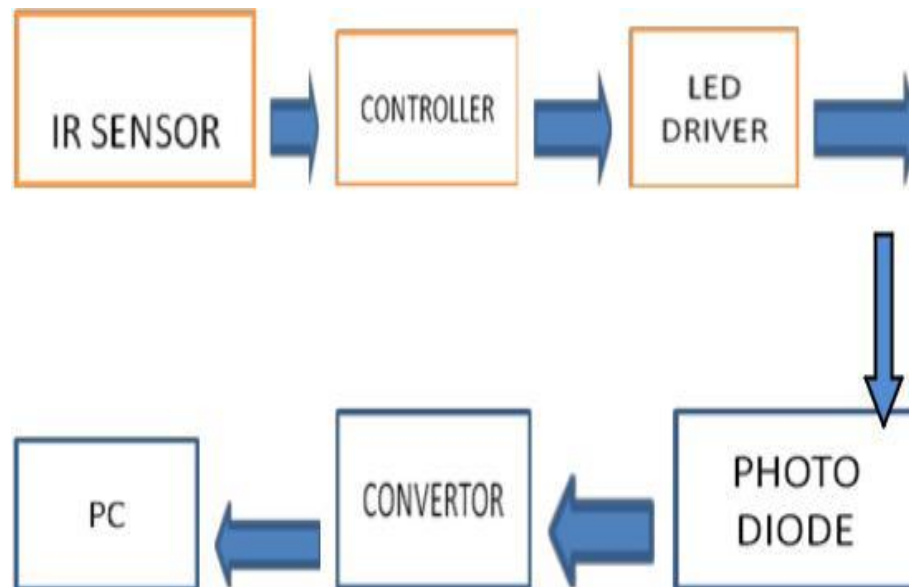 IR SENSOR
CONTROLLER
LED
DRIVER
PHOTO
DIODE
CONVERTOR
PC